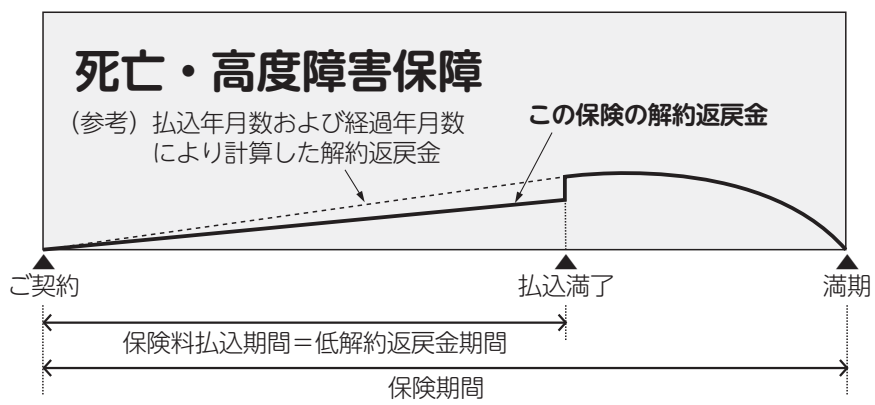 死亡・高度障害保障
(参考) 払込年月数および経過年月数
により計算した解約返戻金
この保険の解約返戻金
ご契約
払込満了
満期
保険料払込期間＝低解約返戻金期間
保険期間